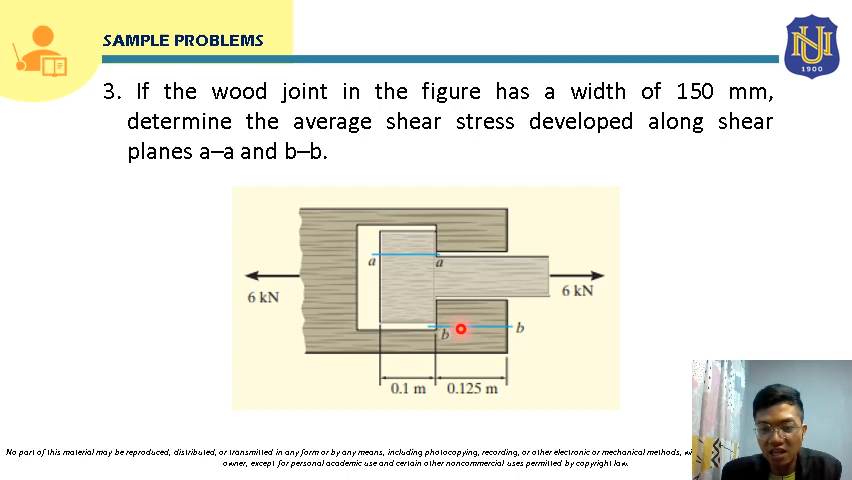 SAMPLE PROBLEMS
NU
1900
3. If the wood joint in the figure has a width of 150 mm,
determine the average shear stress developed along shear
planes a–a and b–b.
a
a
6 kN
6 kN
b
b
0.1 m
0.125 m
No part of this material may be reproduced, distributed, or transmitted in any form or by any means, including photocopying, recording, or other electronic or mechanical methods,
owner, except for personal academic use and certain other noncommercial uses permitted by copyright law.